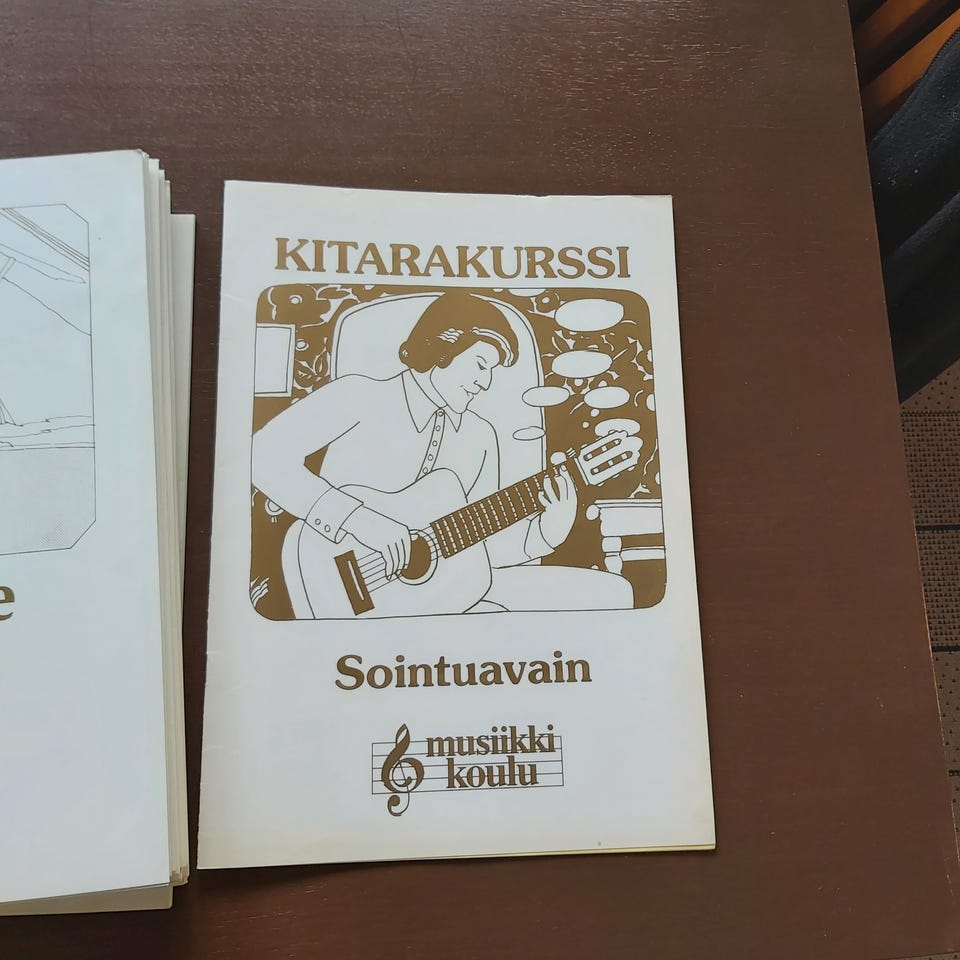 KITARAKURSSI
e
Sointuavain
musiikki
koulu